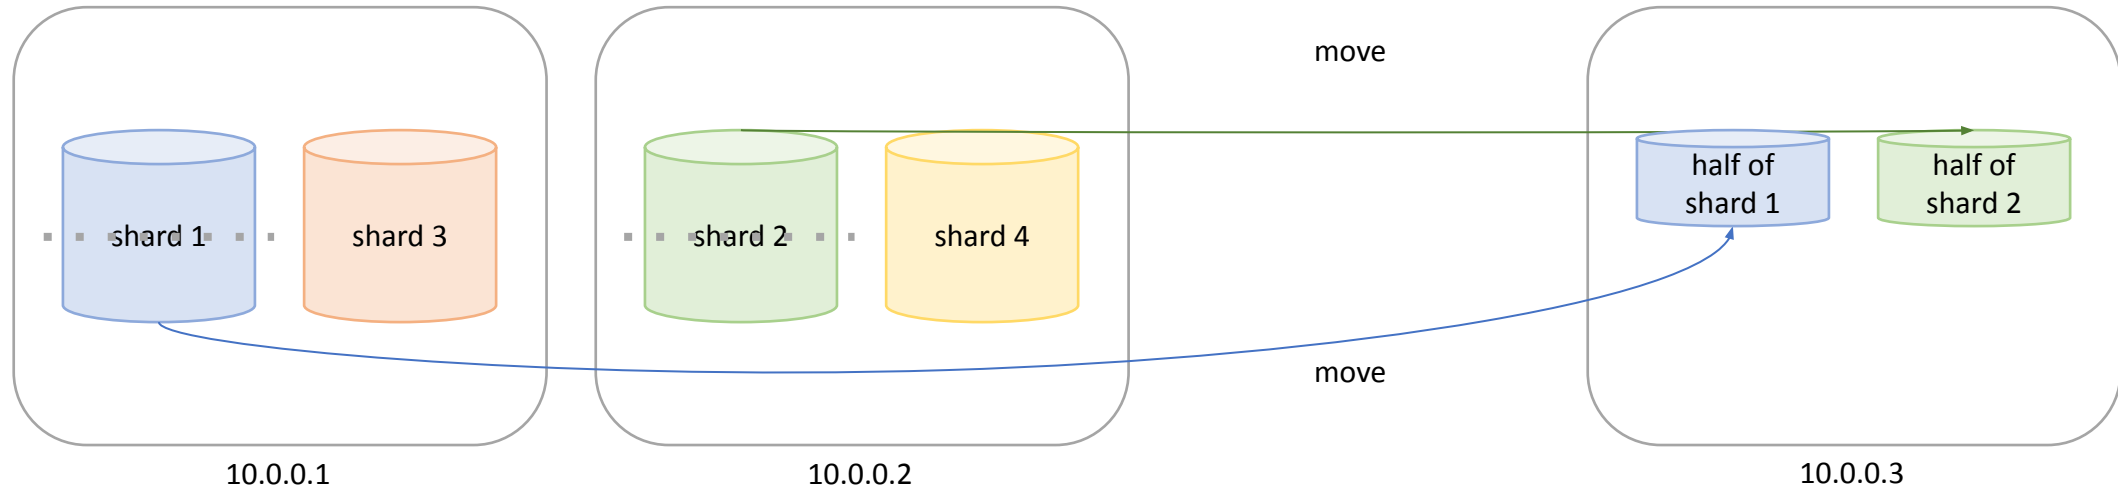 move
half of
shard 1
half of
shard 2
shard 1
shard 3
shard 2
shard 4
move
10.0.0.1
10.0.0.2
10.0.0.3